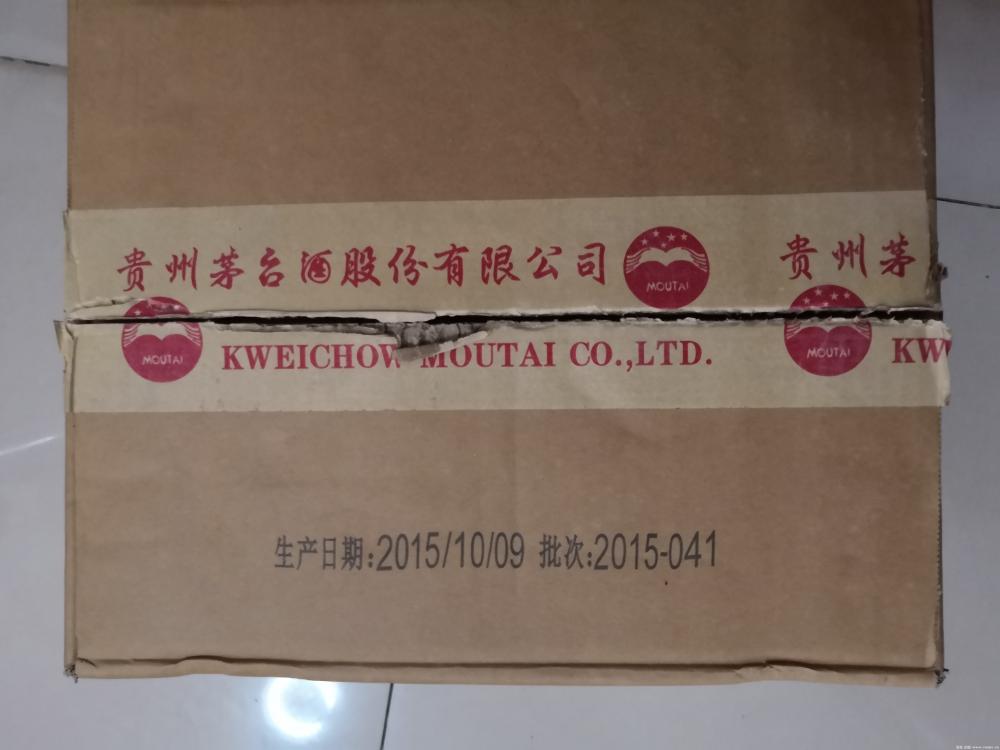 贵州茅台酒股份有限公司 MOUTAI 贵州茅
MOUTAI KWEICHOW MOUTAI CO.,LTD. MOUTAI KW
生产日期:2015/10/09 批次:2015-041